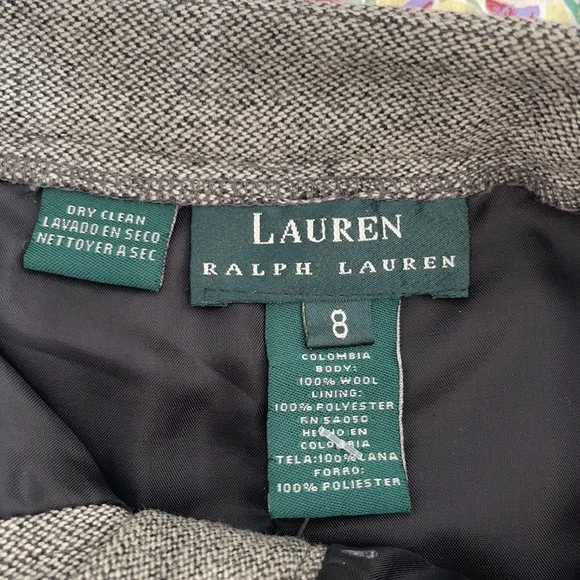 DRY CLEAN
LAVADO EN SECO
NETTOYER A SEC
LAUREN
RALPH LAUREN
8
COLOMBIA
BODY:
100% WOOL
LINING:
100% POLYESTER
RN 54050
HECHO EN
COLOMBIA
TELA:100% LANA
FORRO:
100% POLIESTER